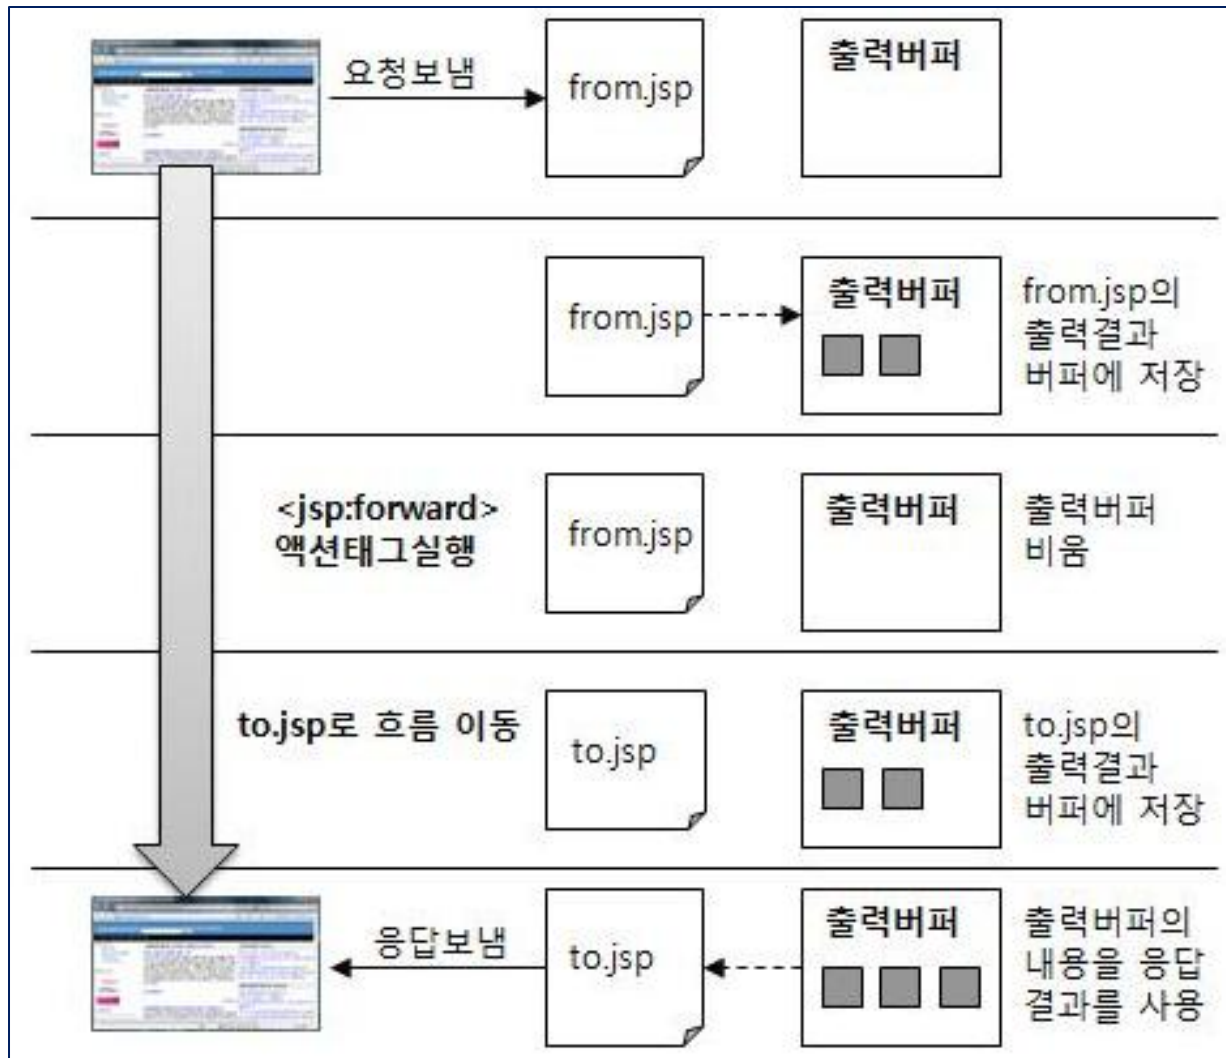 요청보냄
from.jsp
출력버퍼
from.jsp
출력버퍼
from.jsp의
출력결과
버퍼에 저장
<jsp:forward>
액션태그실행
from.jsp
출력버퍼
출력버퍼
비움
to.jsp로 흐름 이동
to.jsp
출력버퍼
to.jsp의
출력결과
버퍼에 저장
응답보냄
to.jsp
출력버퍼
출력버퍼의
내용을 응답
결과를 사용